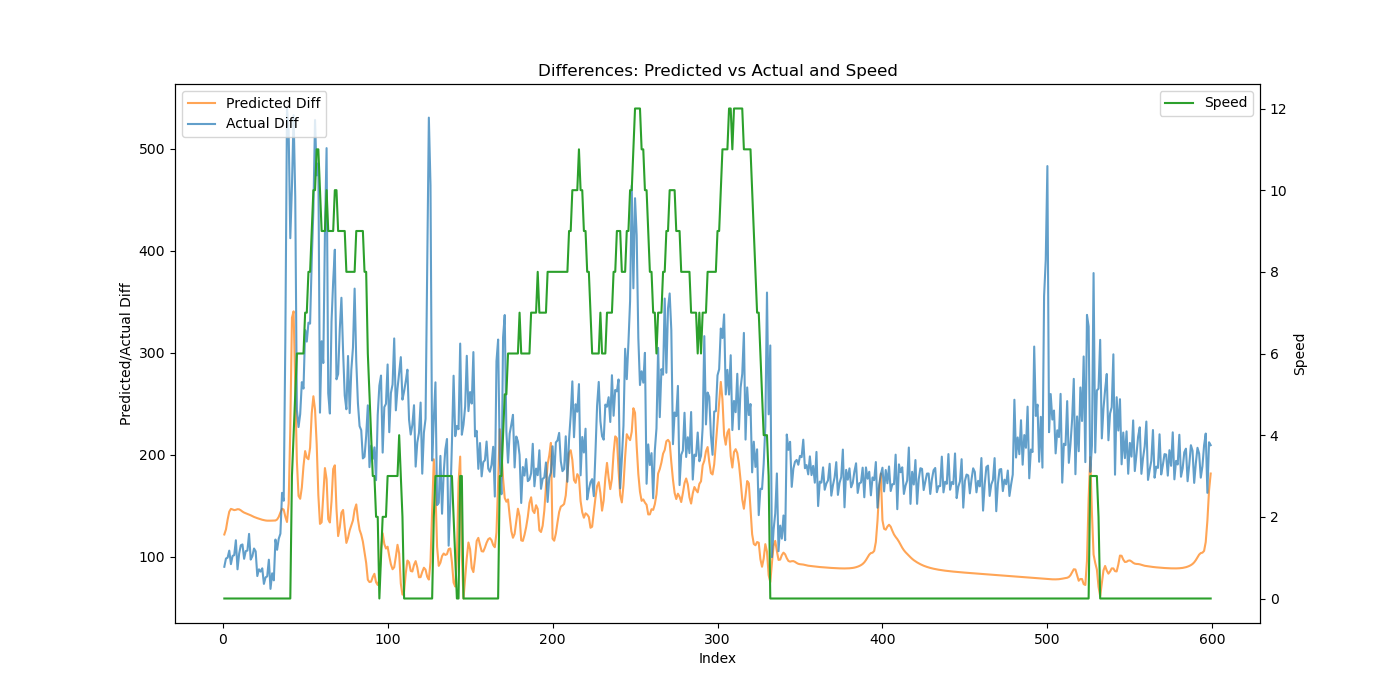 Differences: Predicted vs Actual and Speed
Predicted Diff
Actual Diff
Speed
500
400
300
200
100
12
10
8
6
4
2
0
Predicted/Actual Diff
Speed
0
100
200
300
400
500
600
Index